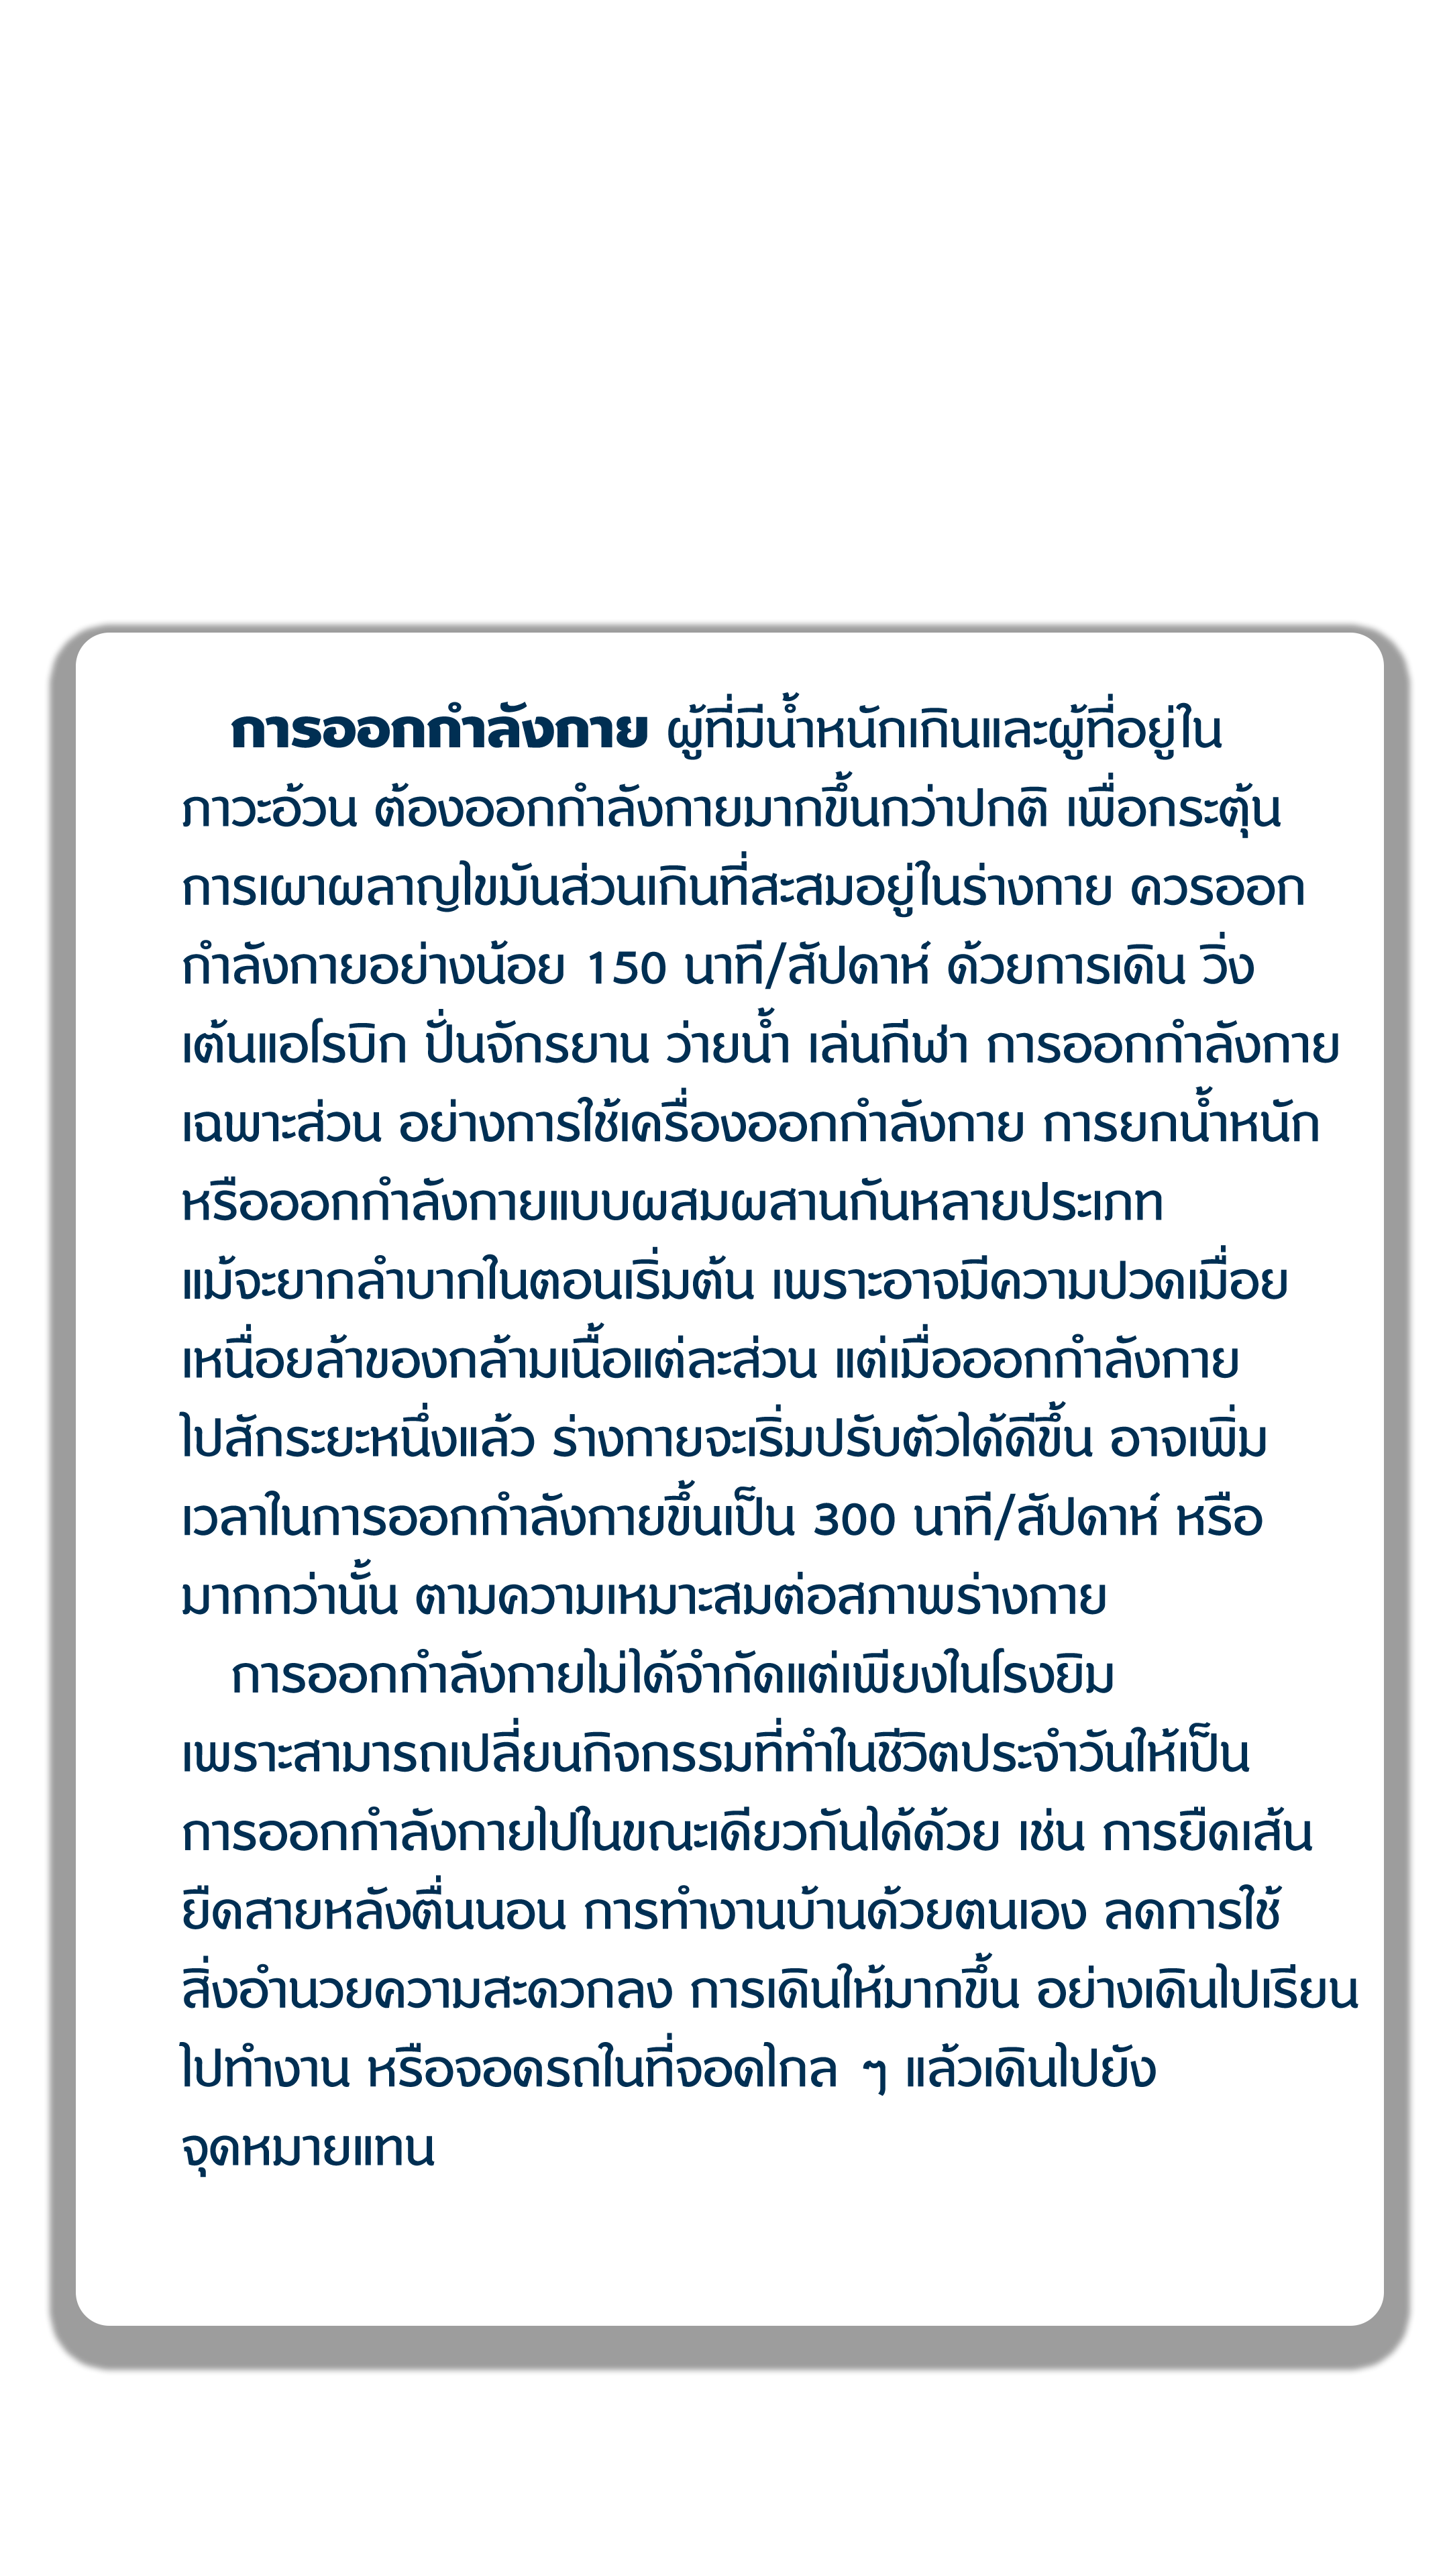 การออกกำลังกาย ผู้ที่มีน้ำหนักเกินและผู้ที่อยู่ใน
ภาวะอ้วน ต้องออกกำลังกายมากขึ้นกว่าปกติ เพื่อกระตุ้น
การเผาผลาญไขมันส่วนเกินที่สะสมอยู่ในร่างกาย ควรออก
กำลังกายอย่างน้อย 150 นาที/สัปดาห์ ด้วยการเดิน วิ่ง
เต้นแอโรบิก ปั่นจักรยาน ว่ายน้ำ เล่นกีฬา การออกกำลังกาย
เฉพาะส่วน อย่างการใช้เครื่องออกกำลังกาย การยกน้ำหนัก
หรือออกกำลังกายแบบผสมผสานกันหลายประเภท
แม้จะยากลำบากในตอนเริ่มต้น เพราะอาจมีความปวดเมื่อย
เหนื่อยล้าของกล้ามเนื้อแต่ละส่วน แต่เมื่อออกกำลังกาย
ไปสักระยะหนึ่งแล้ว ร่างกายจะเริ่มปรับตัวได้ดีขึ้น อาจเพิ่ม
เวลาในการออกกำลังกายขึ้นเป็น 300 นาที/สัปดาห์ หรือ
มากกว่านั้น ตามความเหมาะสมต่อสภาพร่างกาย
การออกกำลังกายไม่ได้จำกัดแต่เพียงในโรงยิม
เพราะสามารถเปลี่ยนกิจกรรมที่ทำในชีวิตประจำวันให้เป็น
การออกกำลังกายไปในขณะเดียวกันได้ด้วย เช่น การยืดเส้น
ยืดสายหลังตื่นนอน การทำงานบ้านด้วยตนเอง ลดการใช้
สิ่งอำนวยความสะดวกลง การเดินให้มากขึ้น อย่างเดินไปเรียน
ไปทำงาน หรือจอดรถในที่จอดไกล ๆ แล้วเดินไปยัง
จุดหมายแทน